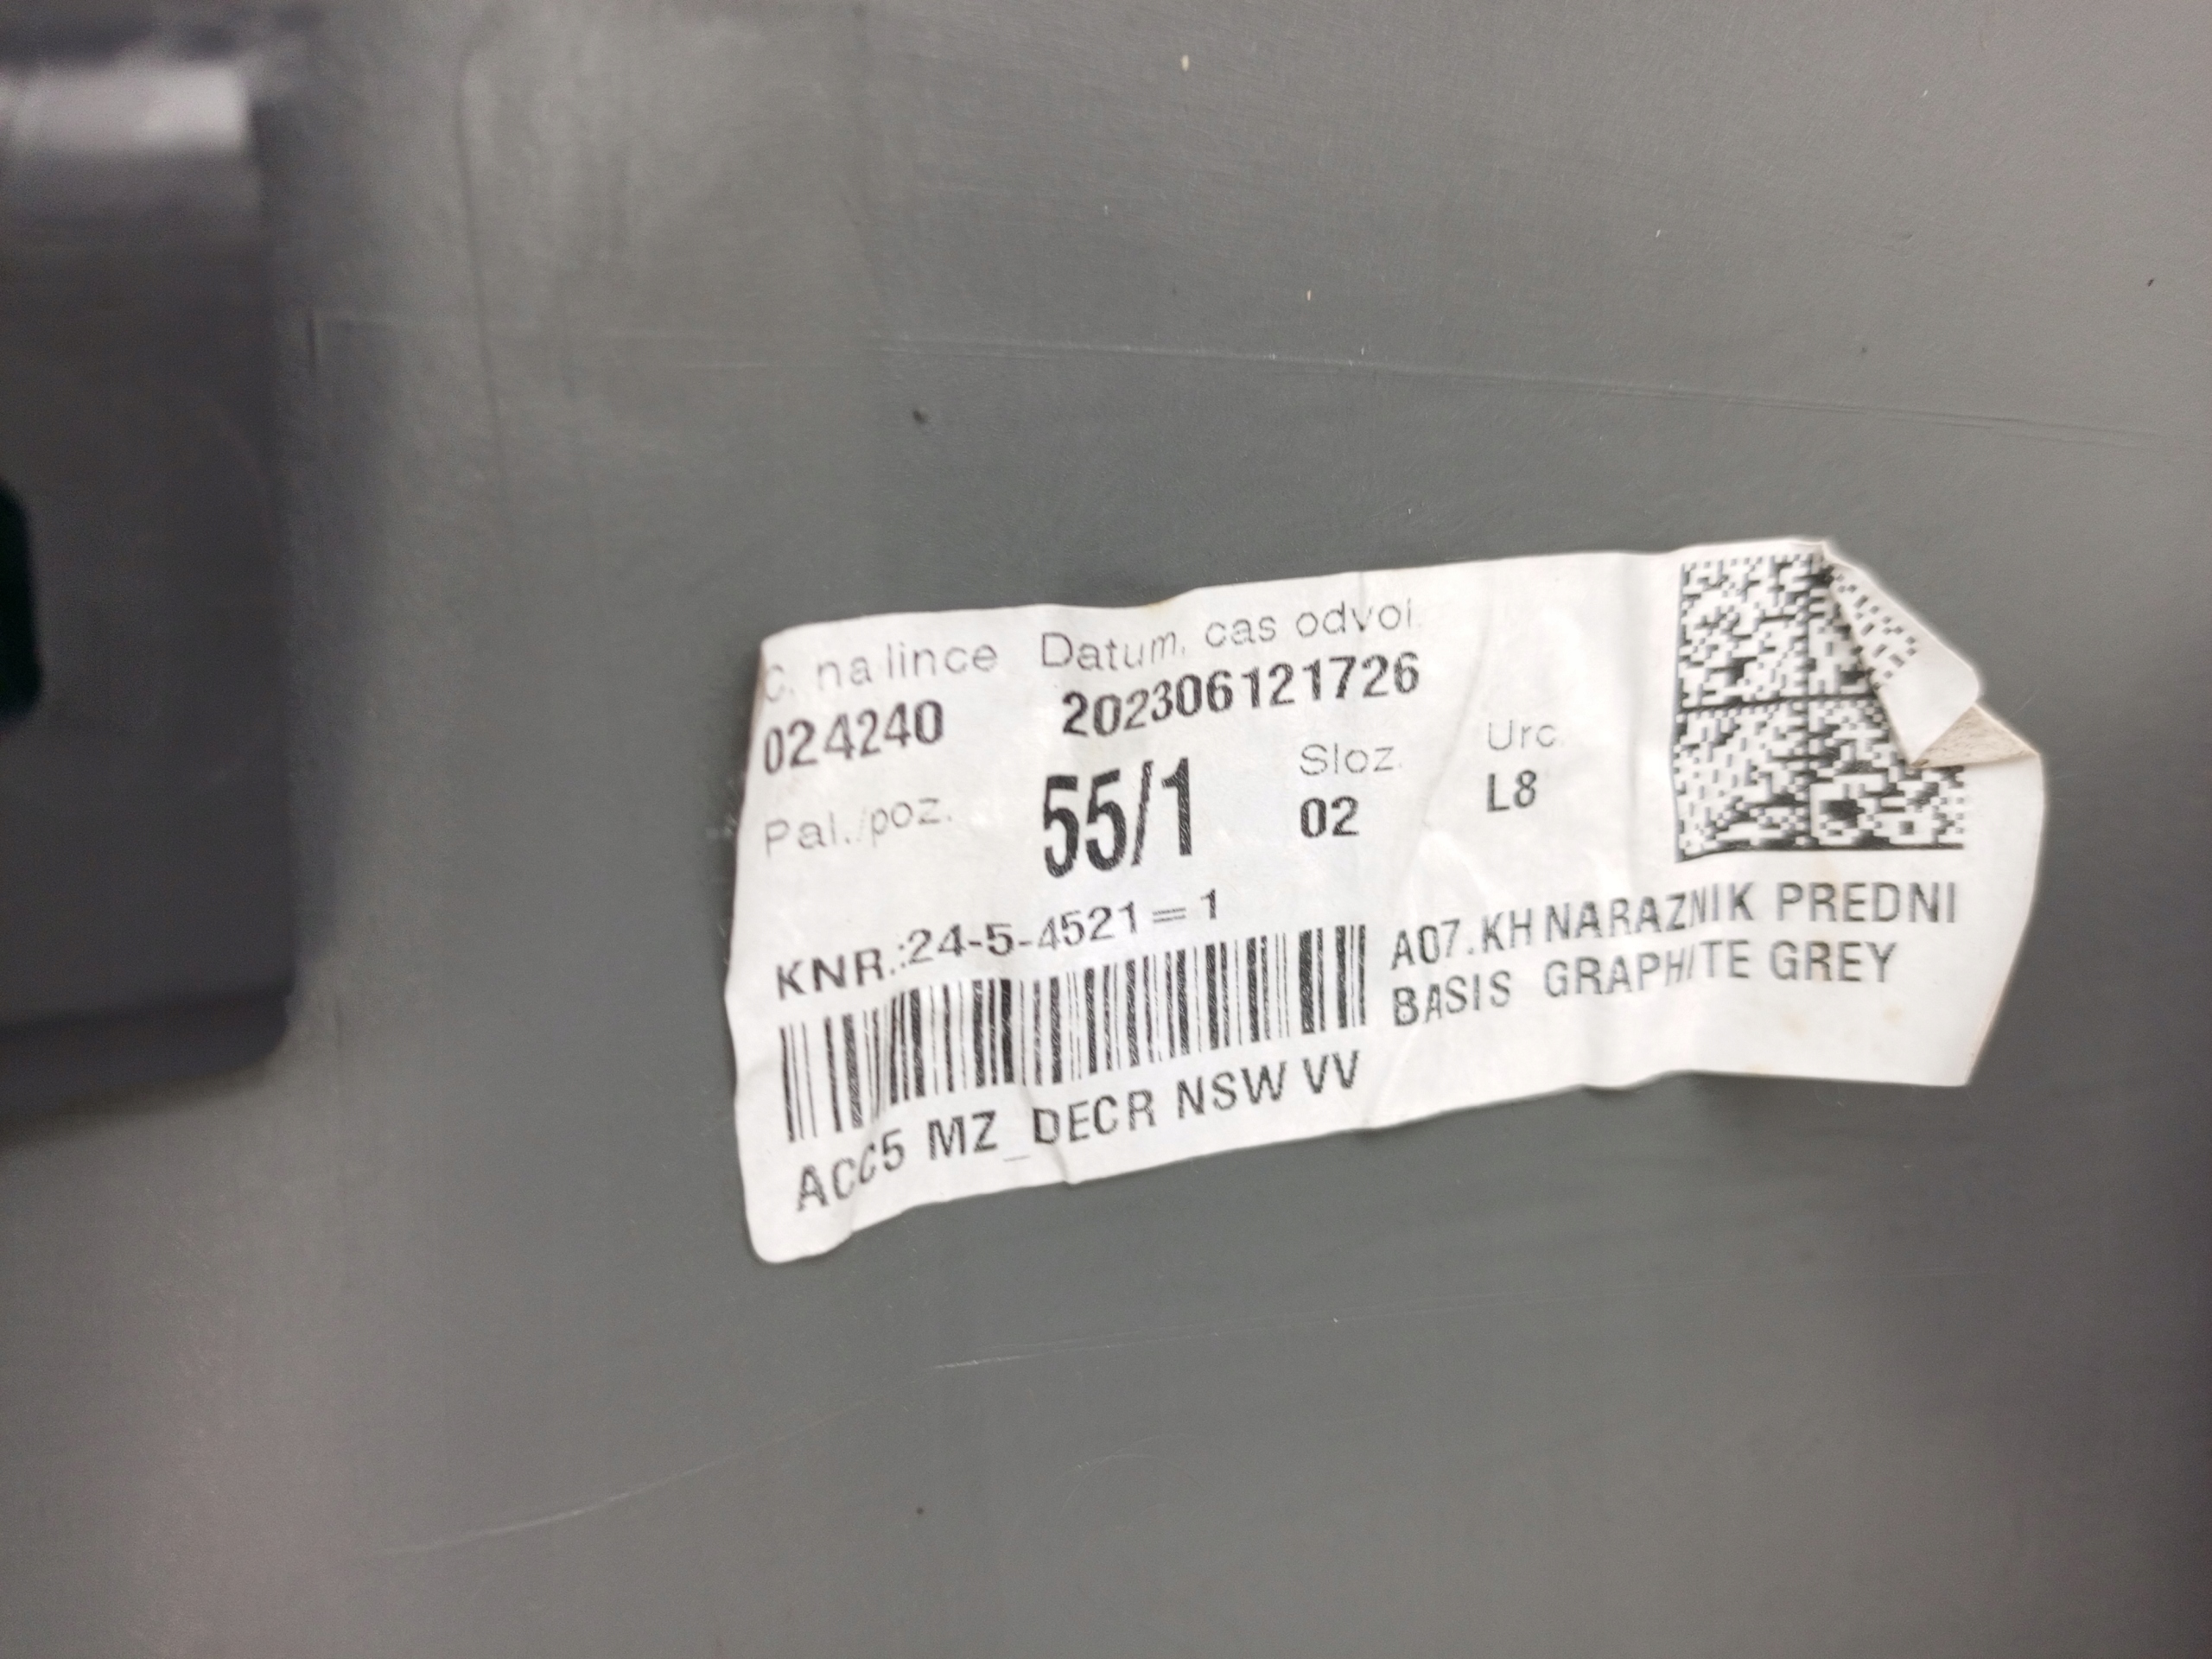 C. na lince Datum, cas odvol.
024240 202306121726
Pal./poz. 55/1 Sloz. 02 Urc. L8
KNR.:24-5-4521=1
A07.KH NARAZNIK PREDNI
BASIS GRAPHITE GREY
ACC5 MZ_DECR NSW VV